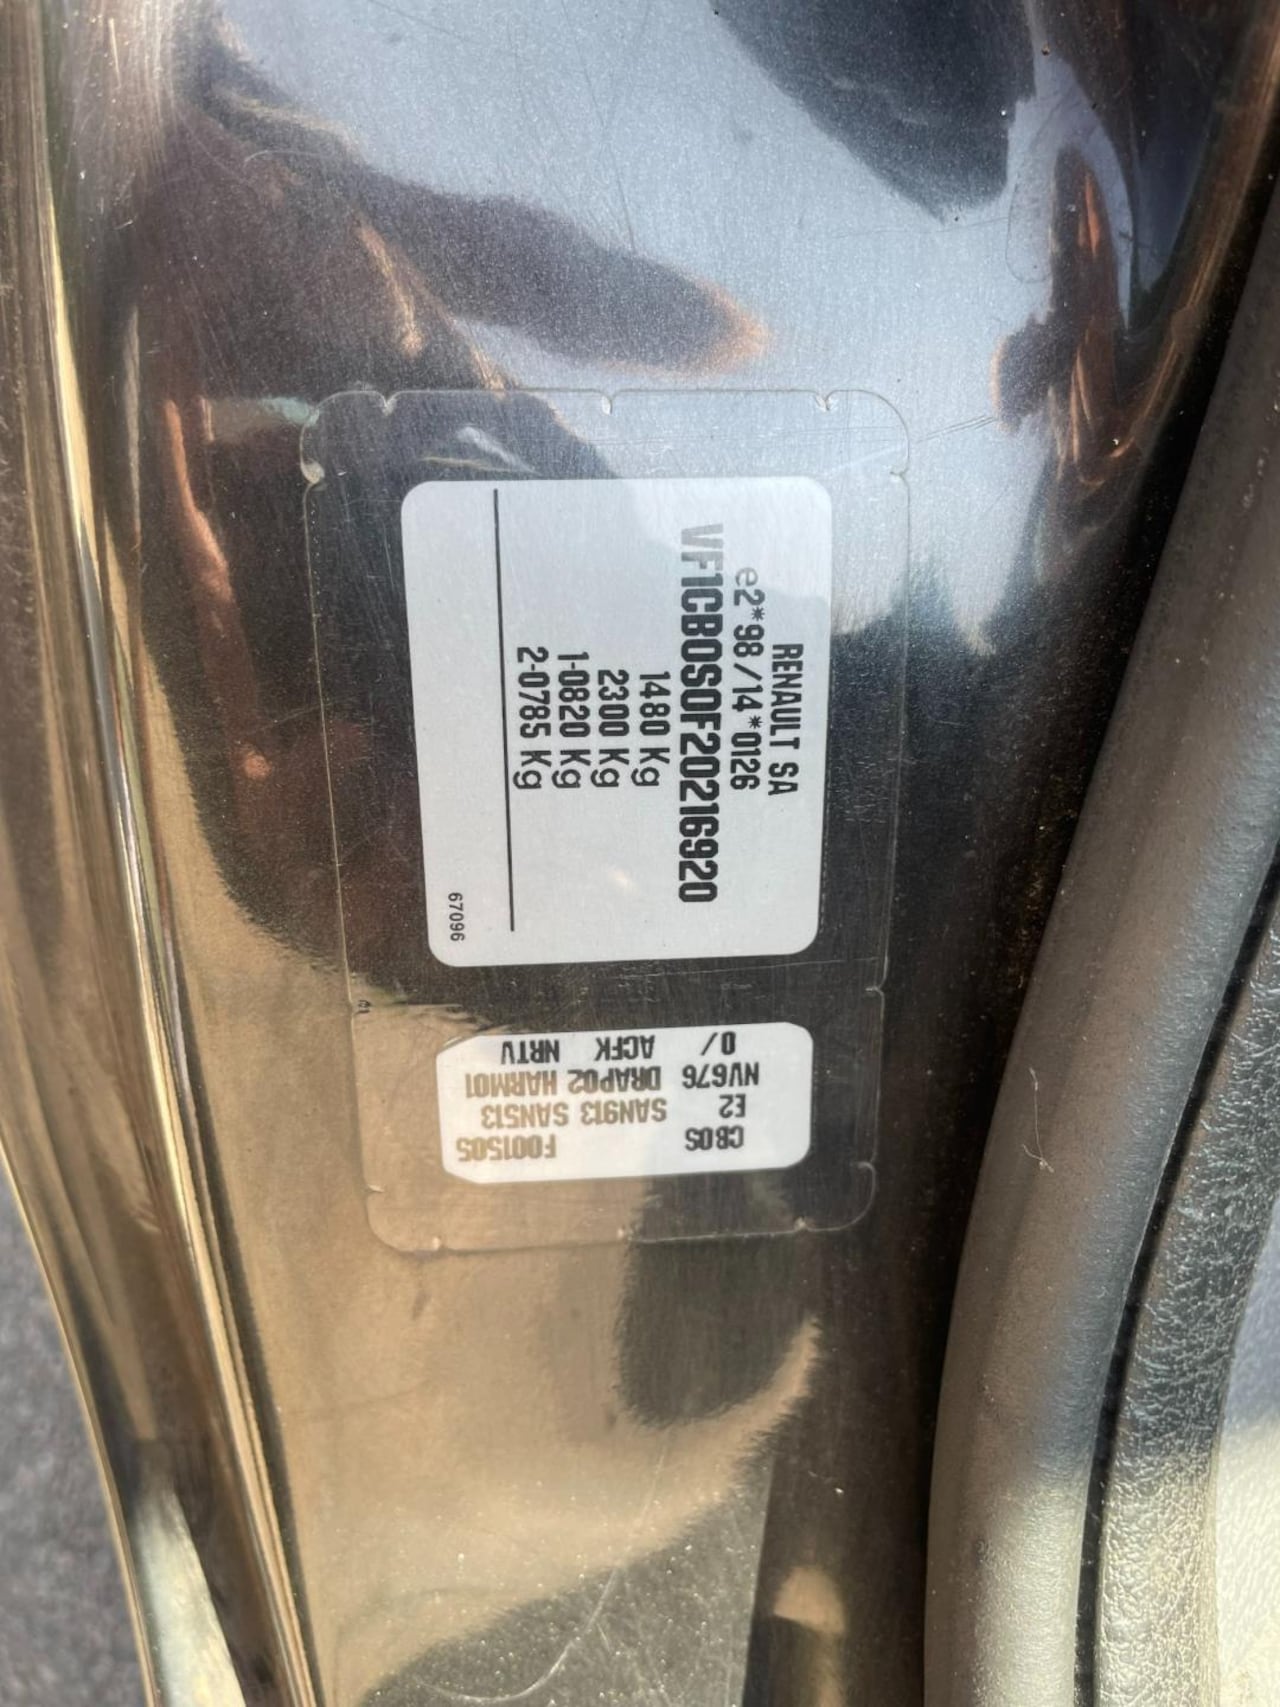 RENAULT SA
e2*98/14*0126
VF1CB0S0F20216920
1480 Kg
2300 Kg
1-0820 Kg
2-0785 Kg
67096
CB0S F001505
E2 SAN913 SAN513
NV676 DRAP02 HARM01
0/ ACFK NRTV